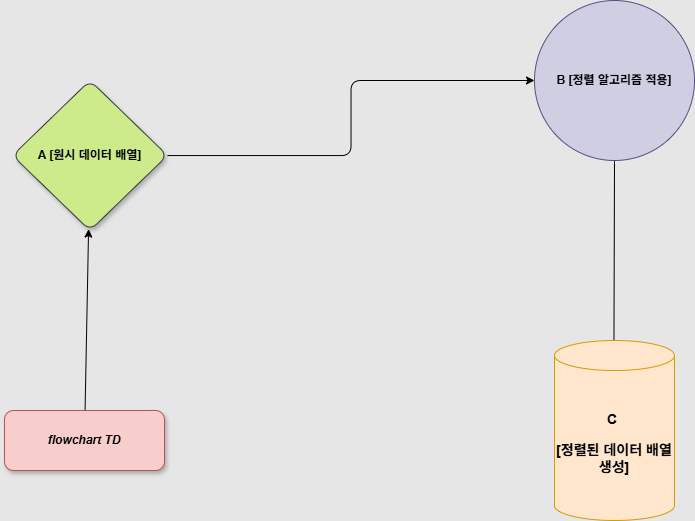 B [정렬 알고리즘 적용]
A [원시 데이터 배열]
flowchart TD
C
[정렬된 데이터 배열
생성]